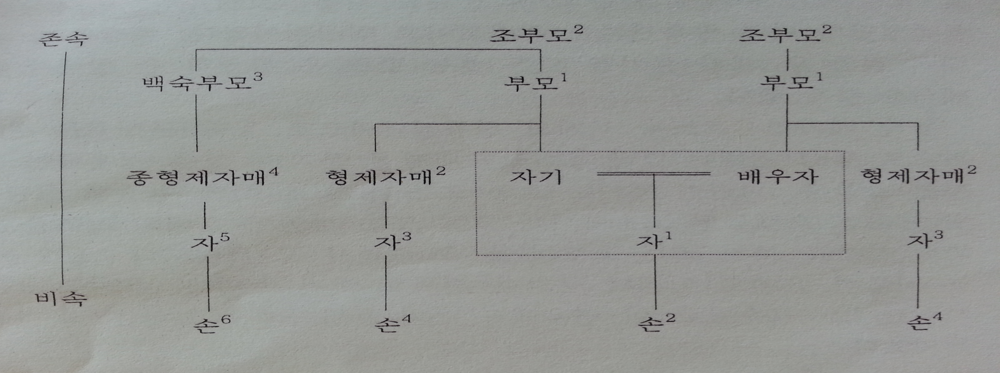 존속 조부모² 조부모²
백숙부모³ 부모¹ 부모¹
종형제자매⁴ 형제자매² 자기 배우자 형제자매²
자⁵ 자³ 자¹ 자³
비속
손⁶ 손⁴ 손² 손⁴